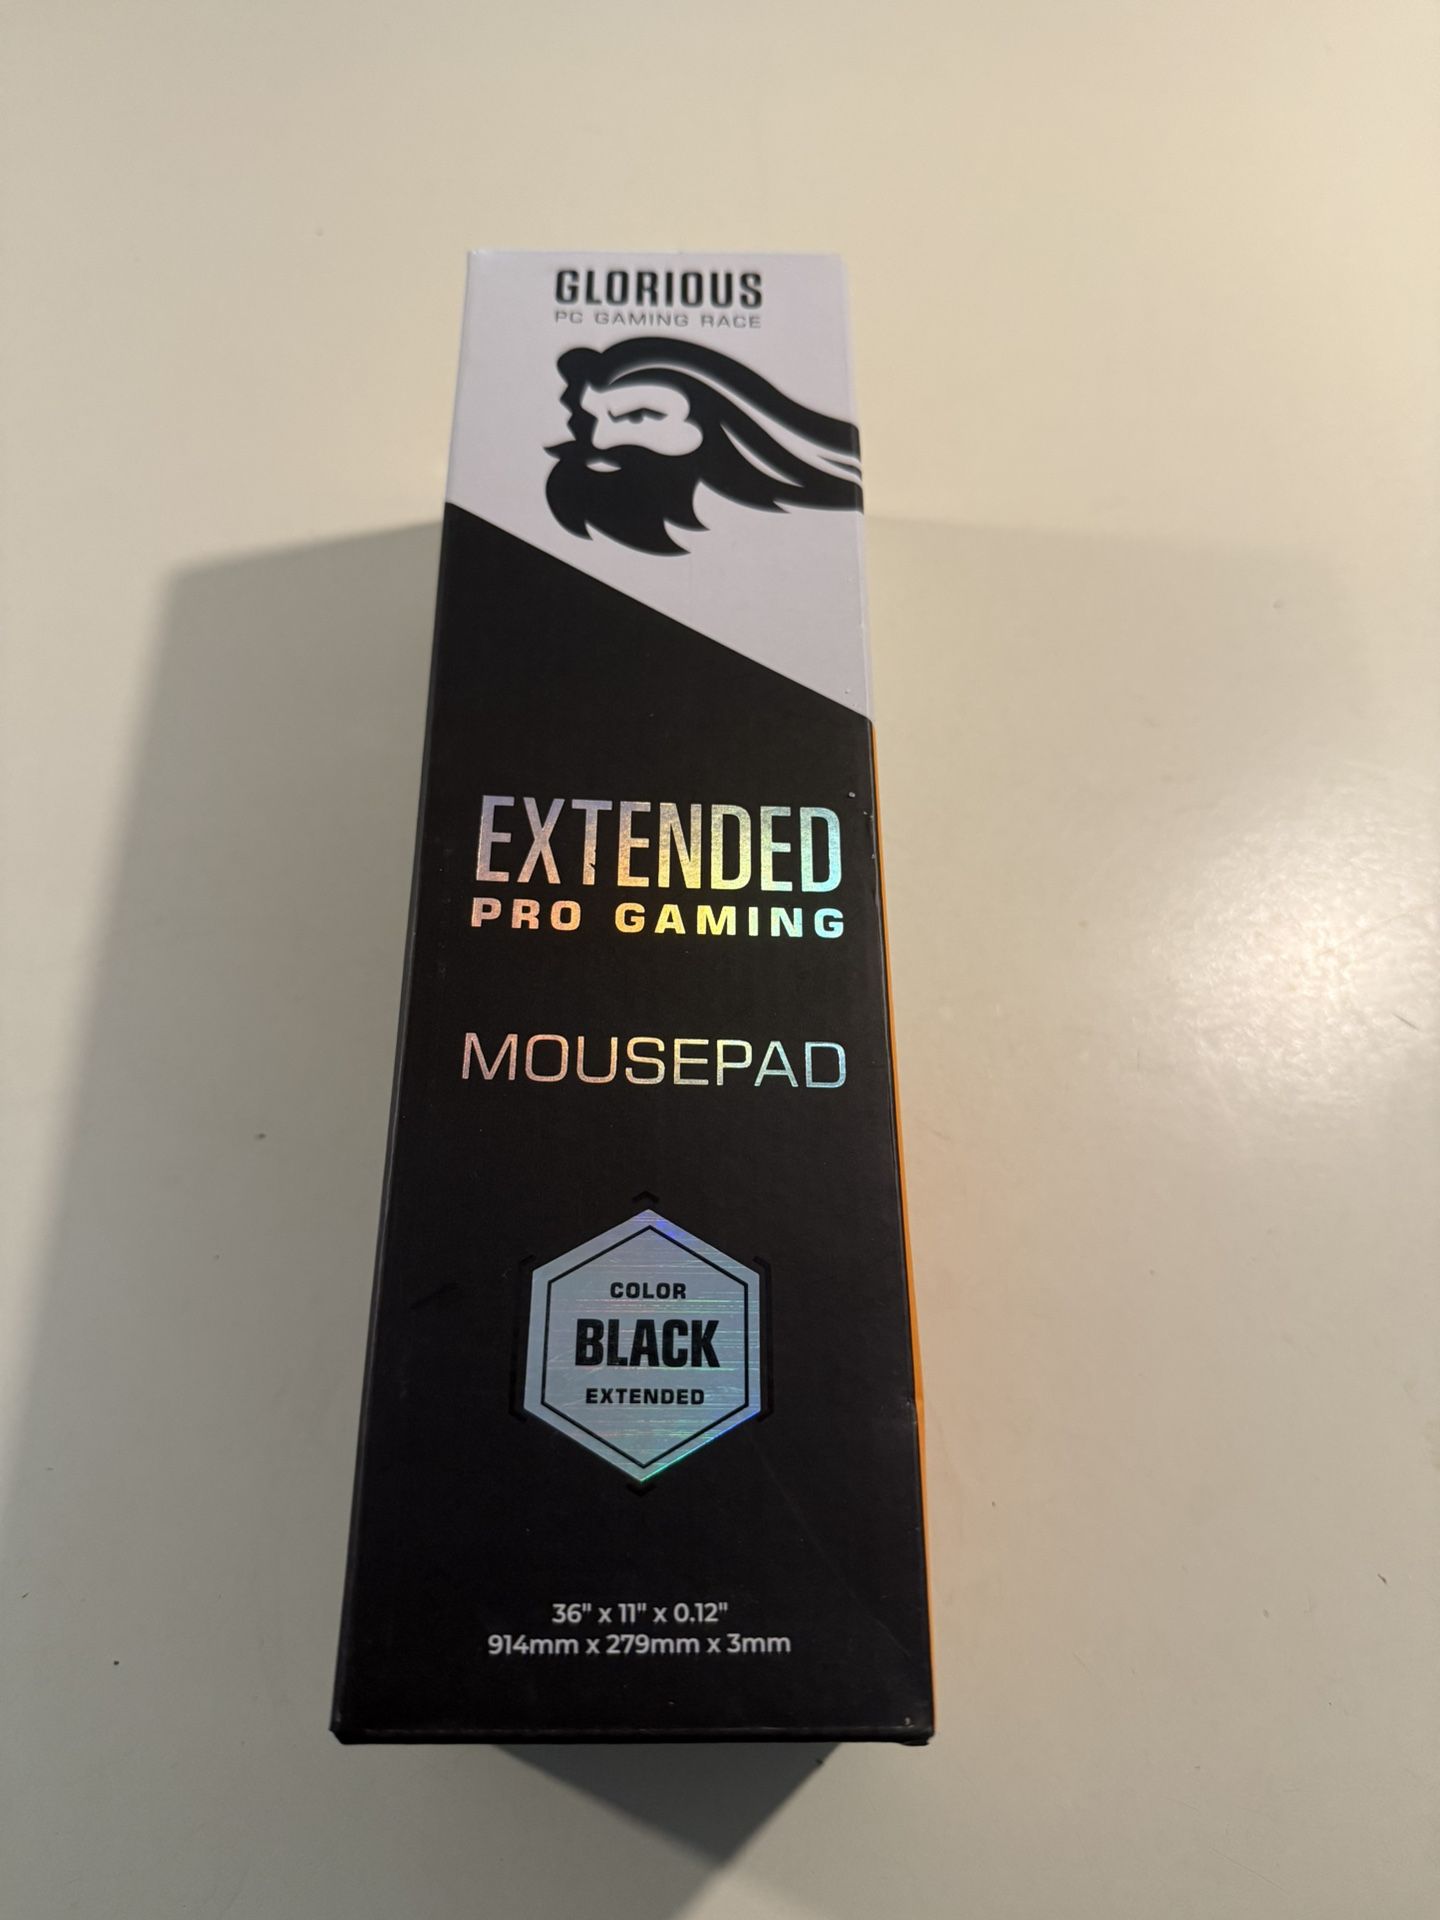 GLORIOUS
PC GAMING RACE
EXTENDED
PRO GAMING
MOUSEPAD
COLOR
BLACK
EXTENDED
36" x 11" x 0.12"
914mm x 279mm x 3mm